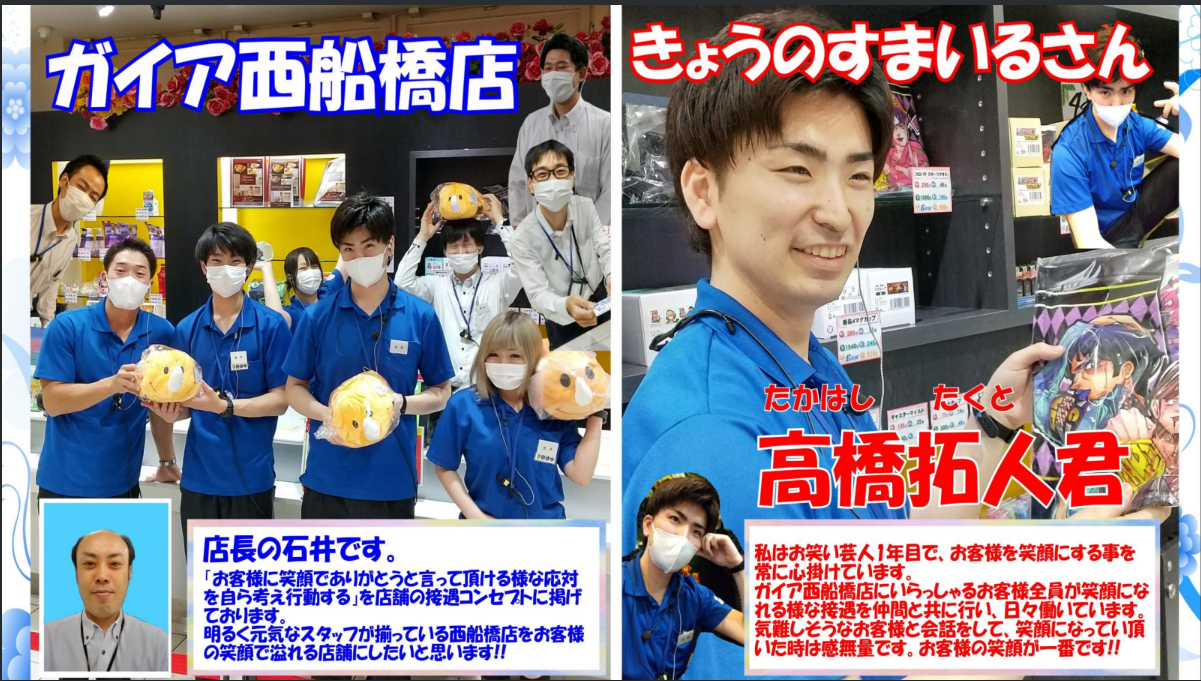 ガイア西船橋店
店長の石井です。
「お客様に笑顔でありがとうと言って頂ける様な応対
を自ら考え行動する」を店舗の接遇コンセプトに掲げ
ております。
明るく元気なスタッフが揃っている西船橋店をお客様
の笑顔で溢れる店舗にしたいと思います!!
きょうのすまいるさん
たかはし たくと
高橋拓人君
私はお笑い芸人1年目で、お客様を笑顔にする事を
常に心掛けています。
ガイア西船橋店にいらっしゃるお客様全員が笑顔にな
れる様な接遇を仲間と共に行い、日々働いています。
気難しそうなお客様と会話をして、笑顔になってい頂
いた時は感無量です。お客様の笑顔が一番です!!